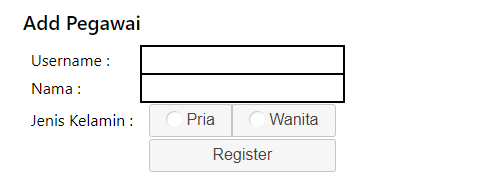 Add Pegawai
Username :
Nama :
Jenis Kelamin : Pria Wanita
Register